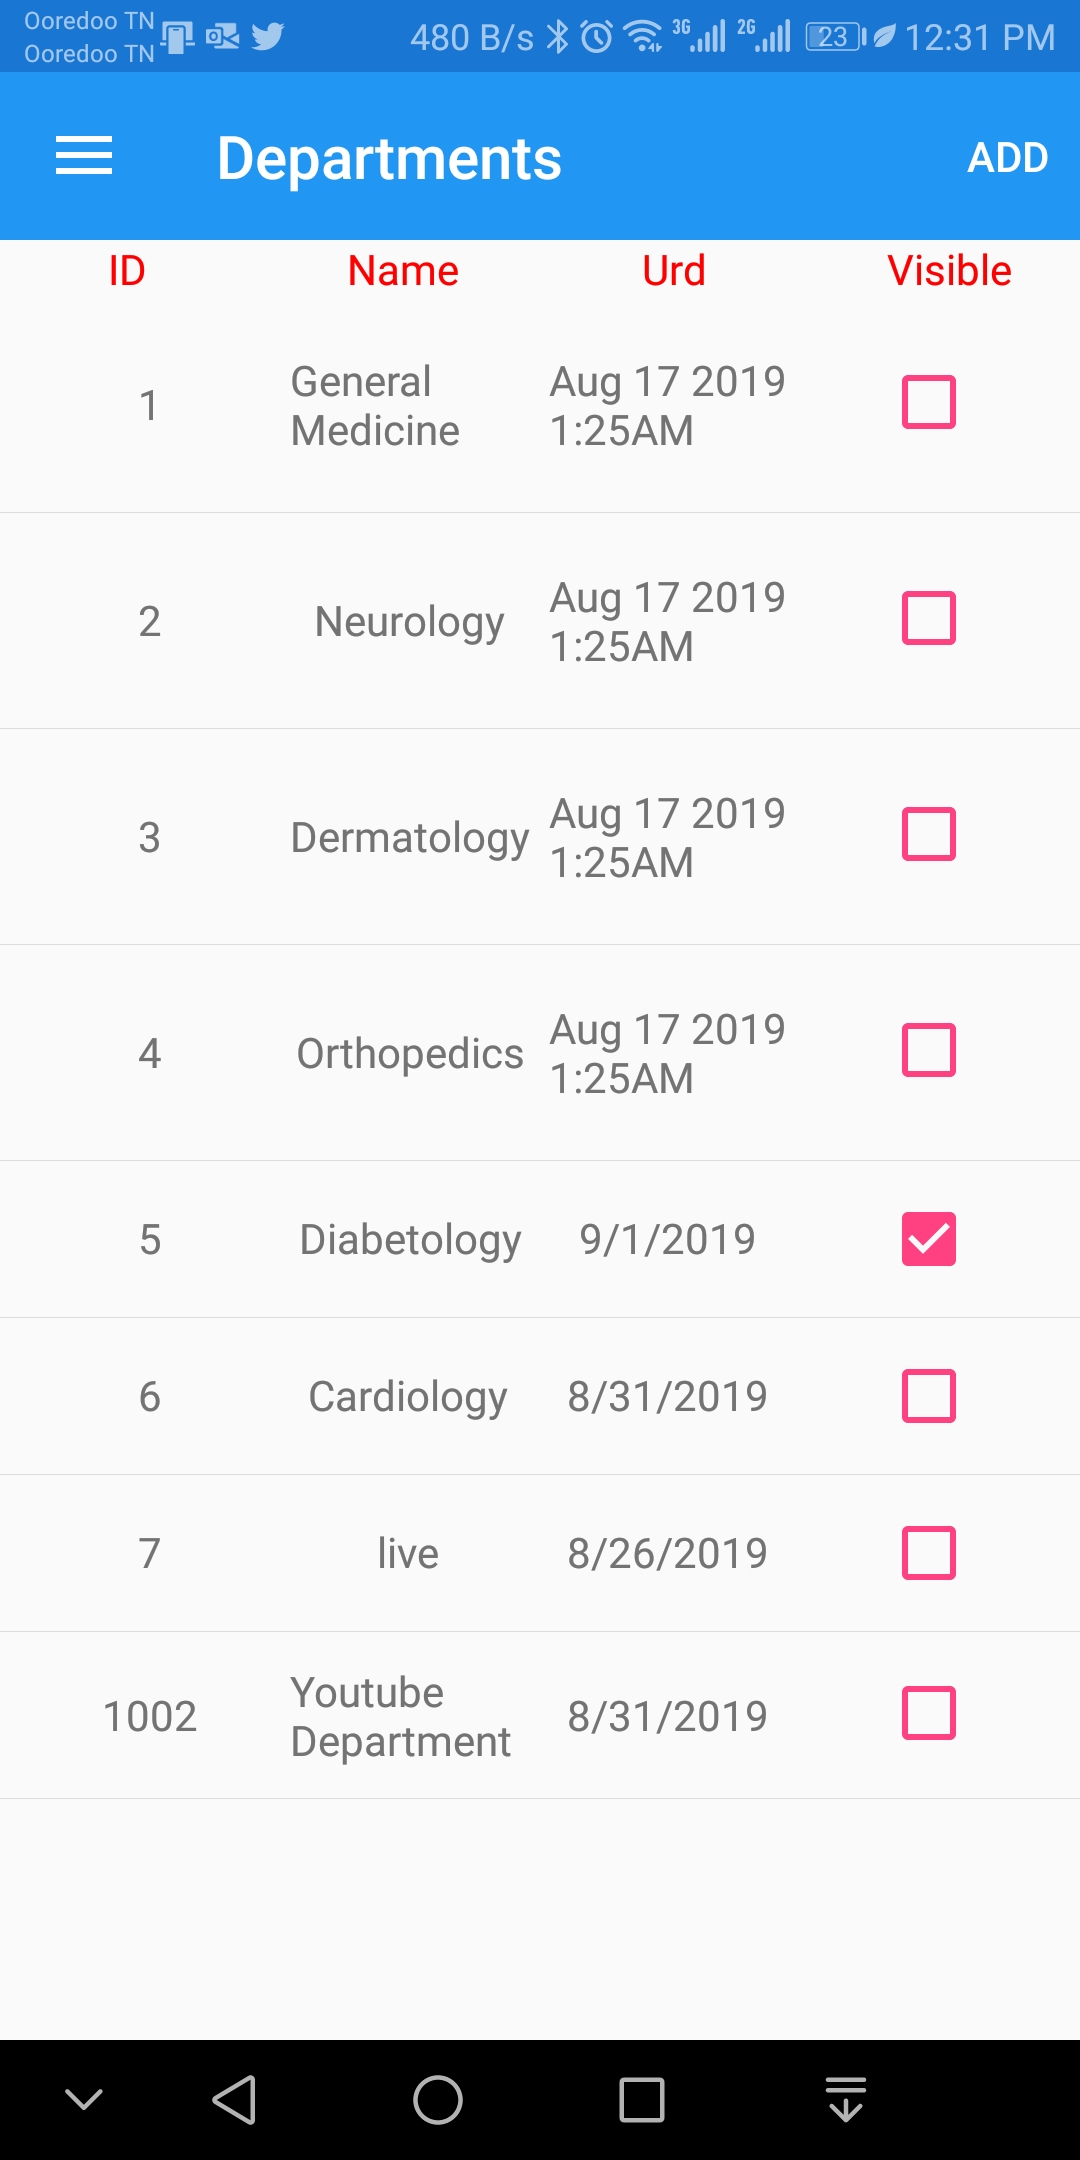 Ooredoo TN
Ooredoo TN
480 B/s 3G 2G 23 12:31 PM
Departments ADD
ID Name Urd Visible
1 General Medicine Aug 17 2019 1:25AM
2 Neurology Aug 17 2019 1:25AM
3 Dermatology Aug 17 2019 1:25AM
4 Orthopedics Aug 17 2019 1:25AM
5 Diabetology 9/1/2019
6 Cardiology 8/31/2019
7 live 8/26/2019
1002 Youtube Department 8/31/2019